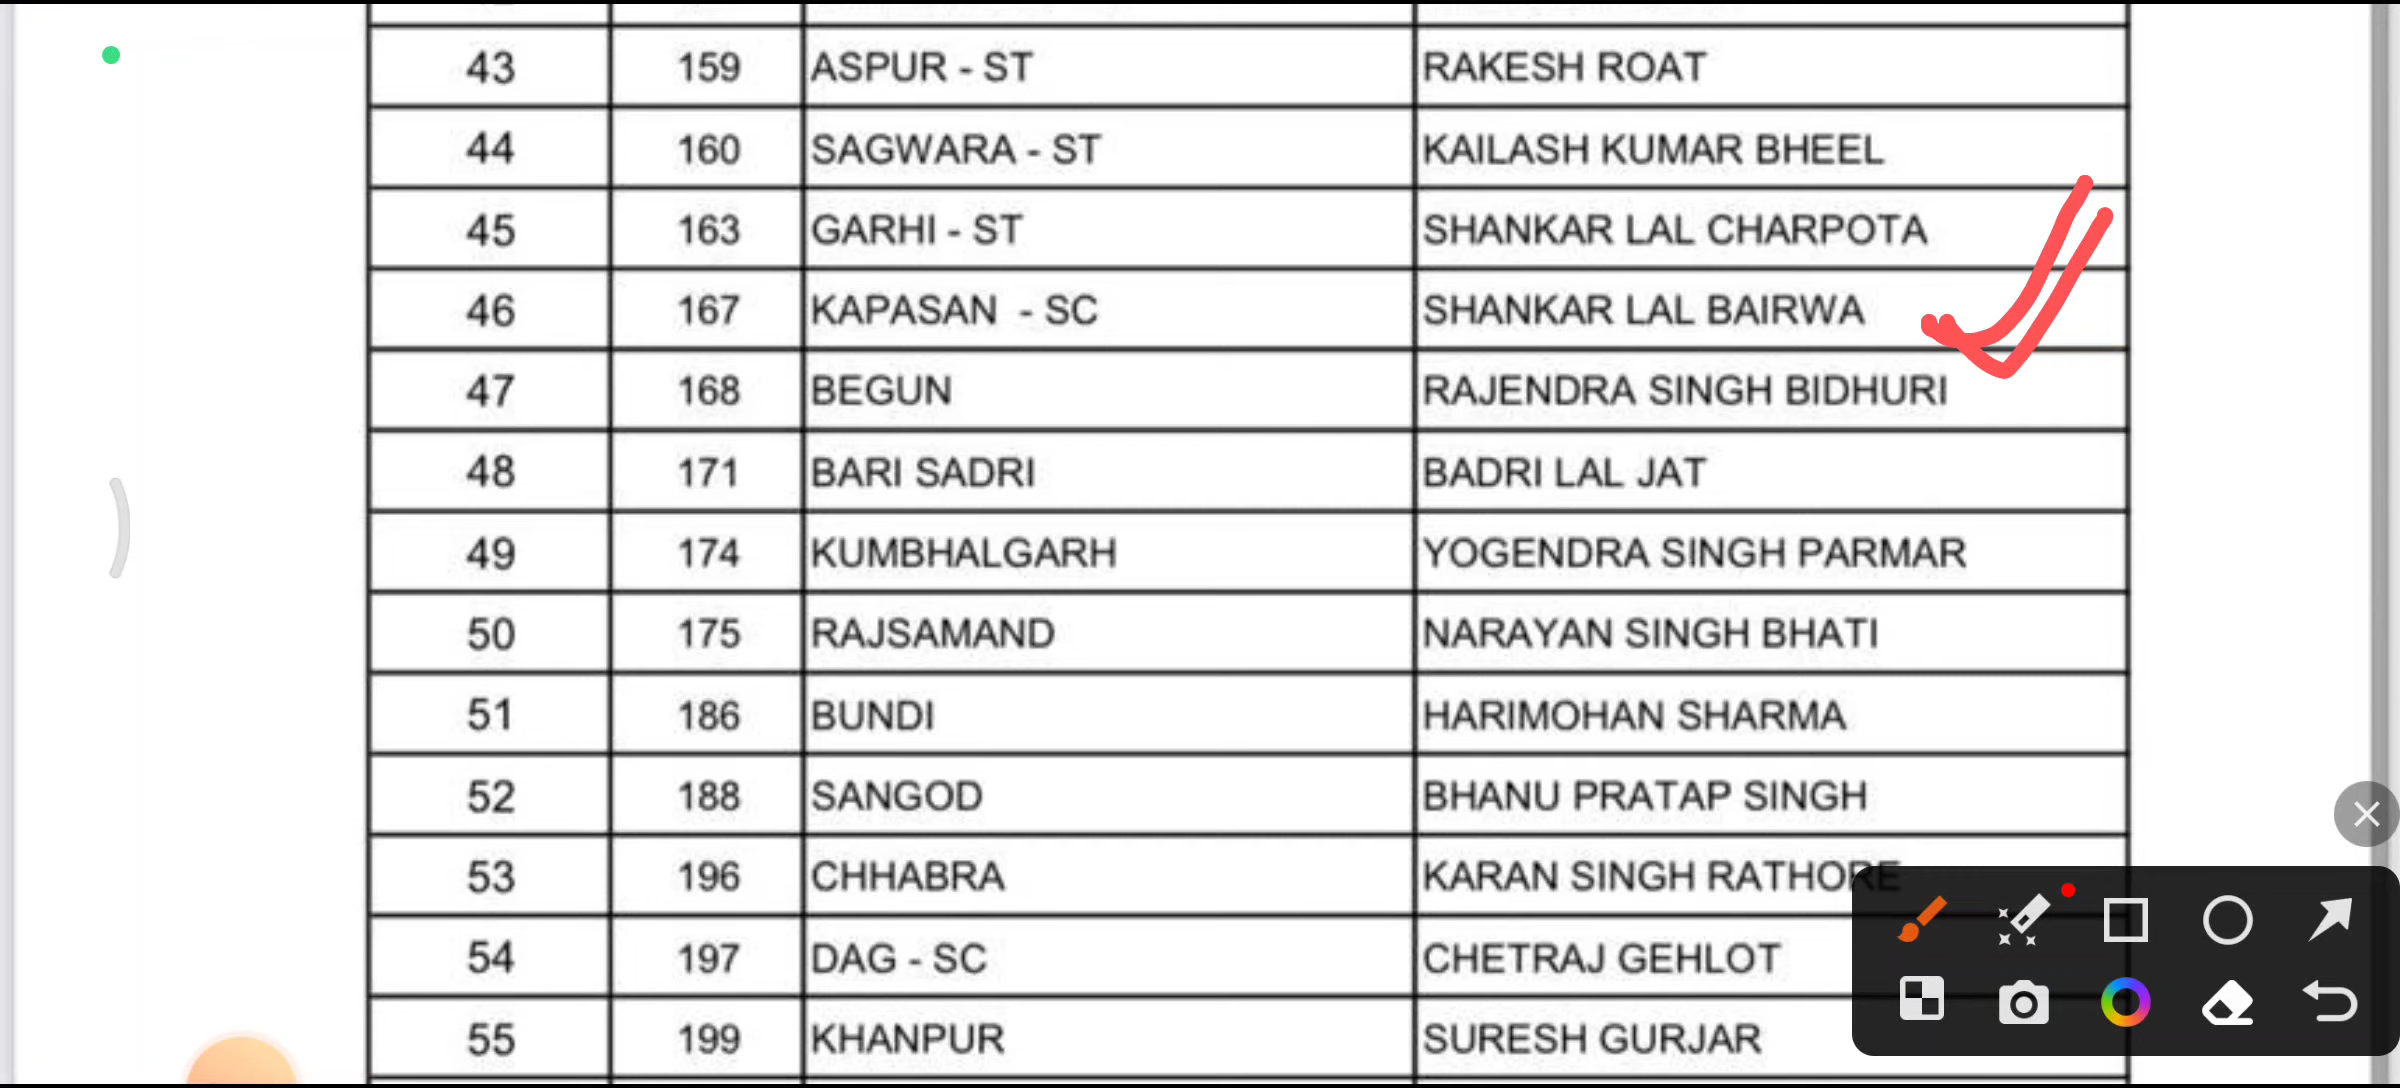 43 159 ASPUR - ST RAKESH ROAT
44 160 SAGWARA - ST KAILASH KUMAR BHEEL
45 163 GARHI - ST SHANKAR LAL CHARPOTA
46 167 KAPASAN - SC SHANKAR LAL BAIRWA
47 168 BEGUN RAJENDRA SINGH BIDHURI
48 171 BARI SADRI BADRI LAL JAT
49 174 KUMBHALGARH YOGENDRA SINGH PARMAR
50 175 RAJSAMAND NARAYAN SINGH BHATI
51 186 BUNDI HARIMOHAN SHARMA
52 188 SANGOD BHANU PRATAP SINGH
53 196 CHHABRA KARAN SINGH RATHORE
54 197 DAG - SC CHETRAJ GEHLOT
55 199 KHANPUR SURESH GURJAR